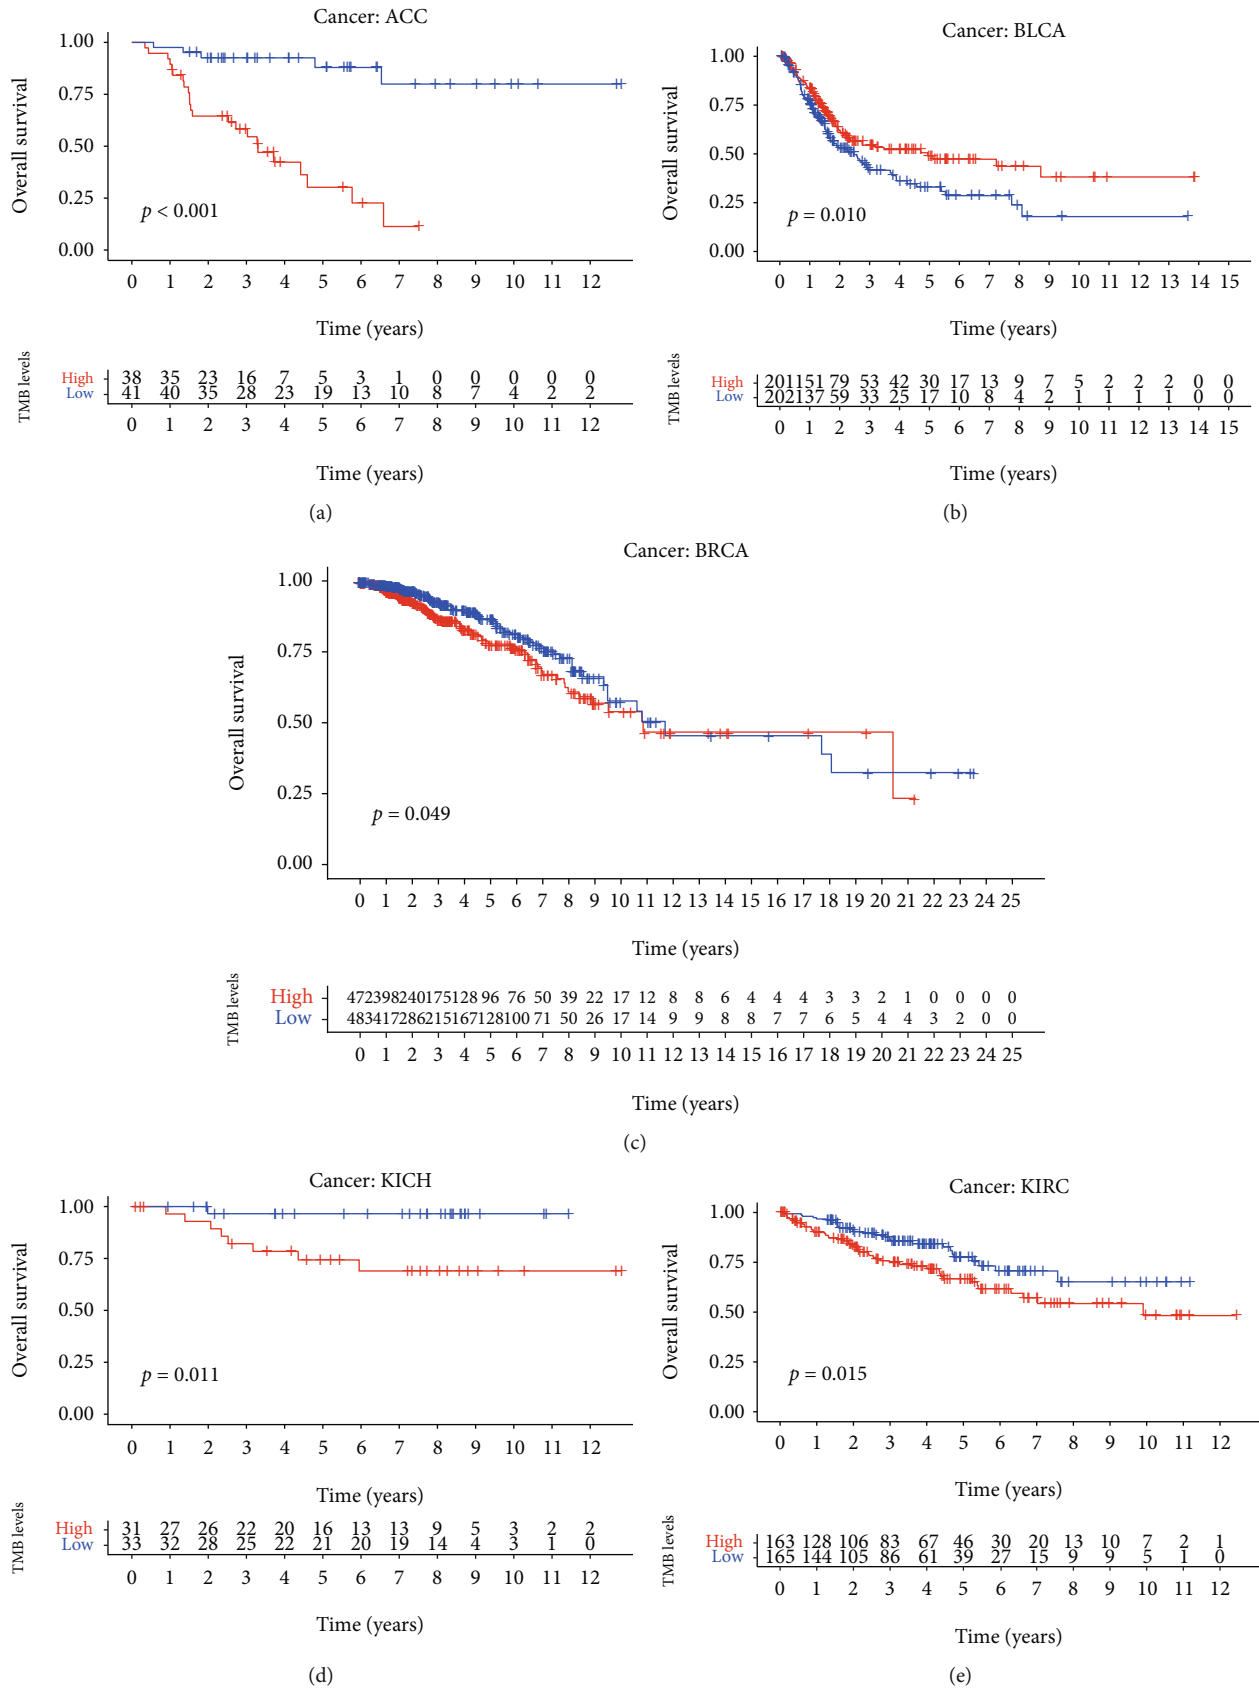 Cancer: ACC
1.00
0.75
0.50
0.25
0.00
Overall survival
p < 0.001
0 1 2 3 4 5 6 7 8 9 10 11 12
Time (years)
TMB levels
High 38 35 23 16 7 5 3 1 0 0 0 0 0
Low 41 40 35 28 23 19 13 10 8 7 4 2 2
0 1 2 3 4 5 6 7 8 9 10 11 12
Time (years)
(a)
Cancer: BLCA
1.00
0.75
0.50
0.25
0.00
Overall survival
p = 0.010
0 1 2 3 4 5 6 7 8 9 10 11 12 13 14 15
Time (years)
TMB levels
High 201 151 79 53 42 30 17 13 9 7 5 2 2 2 0 0
Low 202 137 59 33 25 17 10 8 4 2 1 1 1 1 0 0
0 1 2 3 4 5 6 7 8 9 10 11 12 13 14 15
Time (years)
(b)
Cancer: BRCA
1.00
0.75
0.50
0.25
0.00
Overall survival
p = 0.049
0 1 2 3 4 5 6 7 8 9 10 11 12 13 14 15 16 17 18 19 20 21 22 23 24 25
Time (years)
TMB levels
High 472 398 240 175 128 96 76 50 39 22 17 12 8 8 6 4 4 4 3 3 2 1 0 0 0 0
Low 483 417 286 215 167 128 100 71 50 26 17 14 9 9 8 8 7 7 6 5 4 4 3 2 0 0
0 1 2 3 4 5 6 7 8 9 10 11 12 13 14 15 16 17 18 19 20 21 22 23 24 25
Time (years)
(c)
Cancer: KICH
1.00
0.75
0.50
0.25
0.00
Overall survival
p = 0.011
0 1 2 3 4 5 6 7 8 9 10 11 12
Time (years)
TMB levels
High 31 27 26 22 20 16 13 13 9 5 3 2 2
Low 33 32 28 25 22 21 20 19 14 4 3 1 0
0 1 2 3 4 5 6 7 8 9 10 11 12
Time (years)
(d)
Cancer: KIRC
1.00
0.75
0.50
0.25
0.00
Overall survival
p = 0.015
0 1 2 3 4 5 6 7 8 9 10 11 12
Time (years)
TMB levels
High 163 128 106 83 67 46 30 20 13 10 7 2 1
Low 165 144 105 86 61 39 27 15 9 9 5 1 0
0 1 2 3 4 5 6 7 8 9 10 11 12
Time (years)
(e)